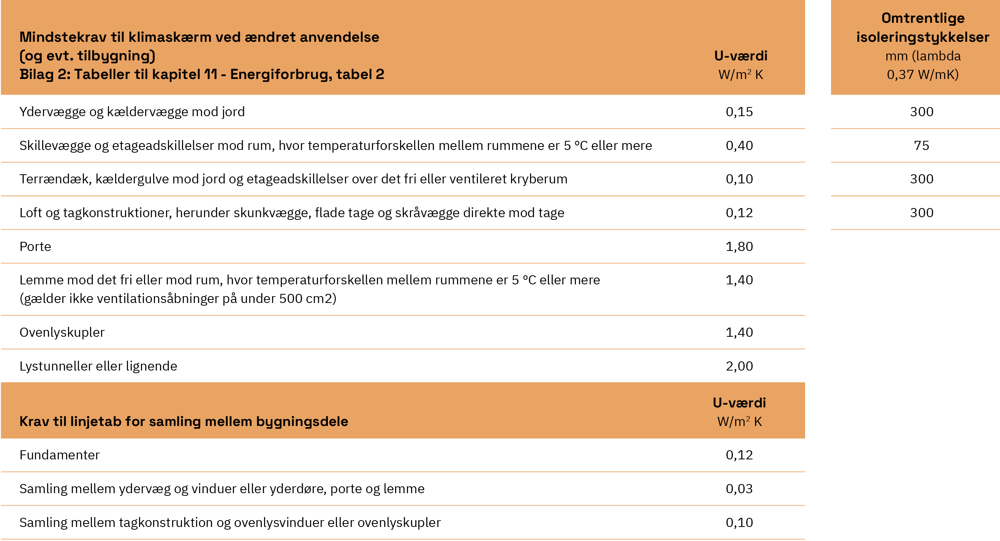 Mindstekrav til klimaskærm ved ændret anvendelse
(og evt. tilbygning)
Bilag 2: Tabeller til kapitel 11 - Energiforbrug, tabel 2
U-værdi
W/m² K
Omtrentlige
isoleringstykkelser
mm (lambda
0,37 W/mK)
Ydervægge og kældervægge mod jord 0,15 300
Skillevægge og etageadskillelser mod rum, hvor temperaturforskellen mellem rummene er 5 ºC eller mere 0,40 75
Terrændæk, kældergulve mod jord og etageadskillelser over det fri eller ventileret kryberum 0,10 300
Loft og tagkonstruktioner, herunder skunkvægge, flade tage og skråvægge direkte mod tage 0,12 300
Porte 1,80
Lemme mod det fri eller mod rum, hvor temperaturforskellen mellem rummene er 5 ºC eller mere 1,40
(gælder ikke ventilationsåbninger på under 500 cm2)
Ovenlyskupler 1,40
Lystunneller eller lignende 2,00
Krav til linjetab for samling mellem bygningsdele
U-værdi
W/m² K
Fundamenter 0,12
Samling mellem ydervæg og vinduer eller yderdøre, porte og lemme 0,03
Samling mellem tagkonstruktion og ovenlysvinduer eller ovenlyskupler 0,10